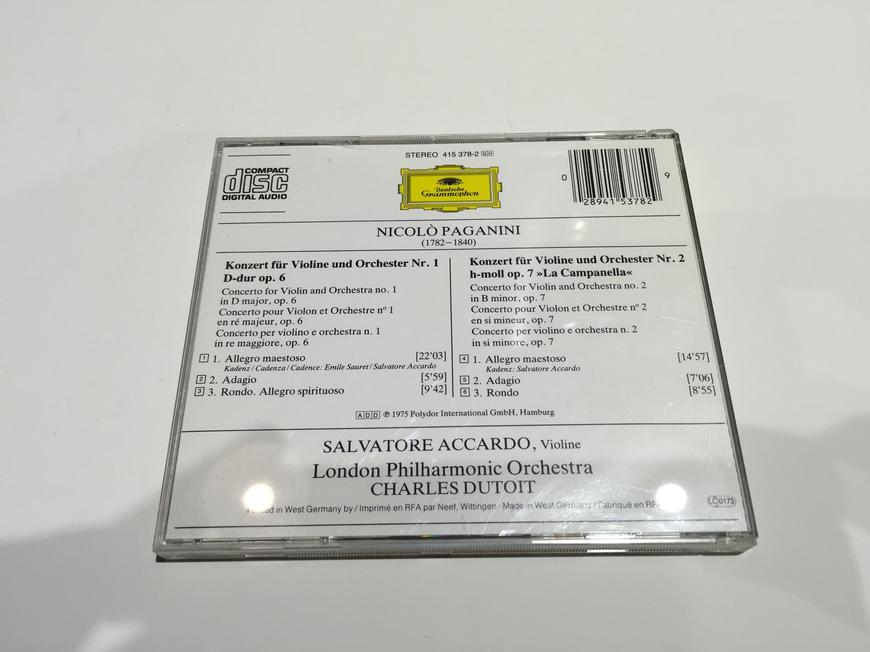 STEREO 415 378-2 GH
COMPACT
disc
DIGITAL AUDIO
Deutsche
Grammophon
0 28941 53782 9
NICOLÒ PAGANINI
(1782–1840)
Konzert für Violine und Orchester Nr. 1
D-dur op. 6
Concerto for Violin and Orchestra no. 1
in D major, op. 6
Concerto pour Violon et Orchestre nº 1
en ré majeur, op. 6
Concerto per violino e orchestra n. 1
in re maggiore, op. 6
1 1. Allegro maestoso [22'03]
Kadenz / Cadenza / Cadence: Emile Sauret / Salvatore Accardo
2 2. Adagio [5'59]
3 3. Rondo. Allegro spirituoso [9'42]
Konzert für Violine und Orchester Nr. 2
h-moll op. 7 »La Campanella«
Concerto for Violin and Orchestra no. 2
in B minor, op. 7
Concerto pour Violon et Orchestre nº 2
en si mineur, op. 7
Concerto per violino e orchestra n. 2
in si minore, op. 7
4 1. Allegro maestoso [14'57]
Kadenz: Salvatore Accardo
5 2. Adagio [7'06]
6 3. Rondo [8'55]
ADD ℗ 1975 Polydor International GmbH, Hamburg
SALVATORE ACCARDO, Violine
London Philharmonic Orchestra
CHARLES DUTOIT
Printed in West Germany by / Imprimé en RFA par Neef, Wittingen · Made in West Germany / Fabriqué en RF
LC 0173